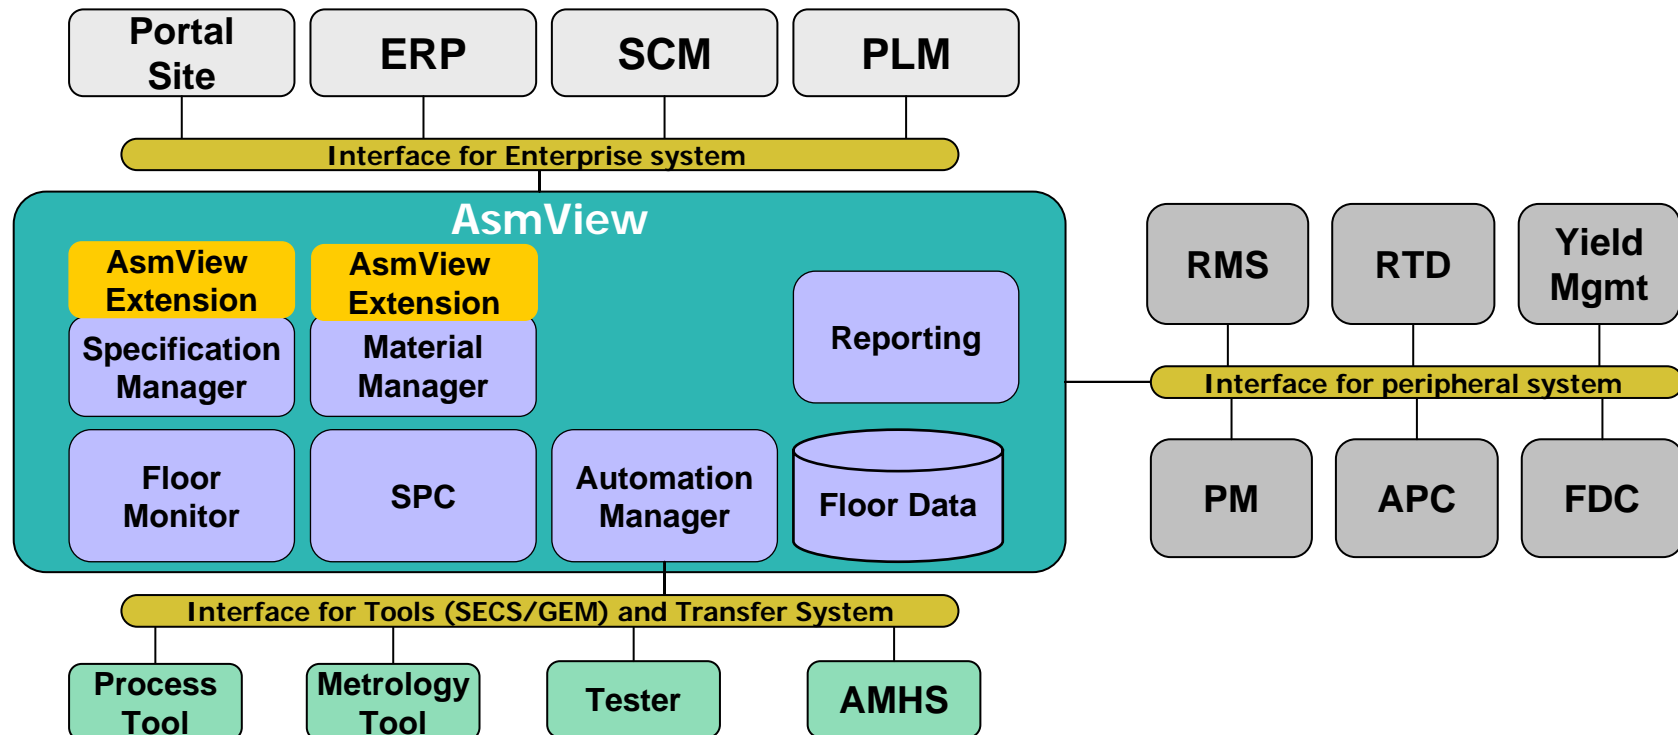 Portal
Site
ERP
SCM
PLM
Interface for Enterprise system
AsmView
AsmView
Extension
AsmView
Extension
Specification
Manager
Material
Manager
Reporting
Floor
Monitor
SPC
Automation
Manager
Floor Data
RMS
RTD
Yield
Mgmt
Interface for peripheral system
PM
APC
FDC
Interface for Tools (SECS/GEM) and Transfer System
Process
Tool
Metrology
Tool
Tester
AMHS